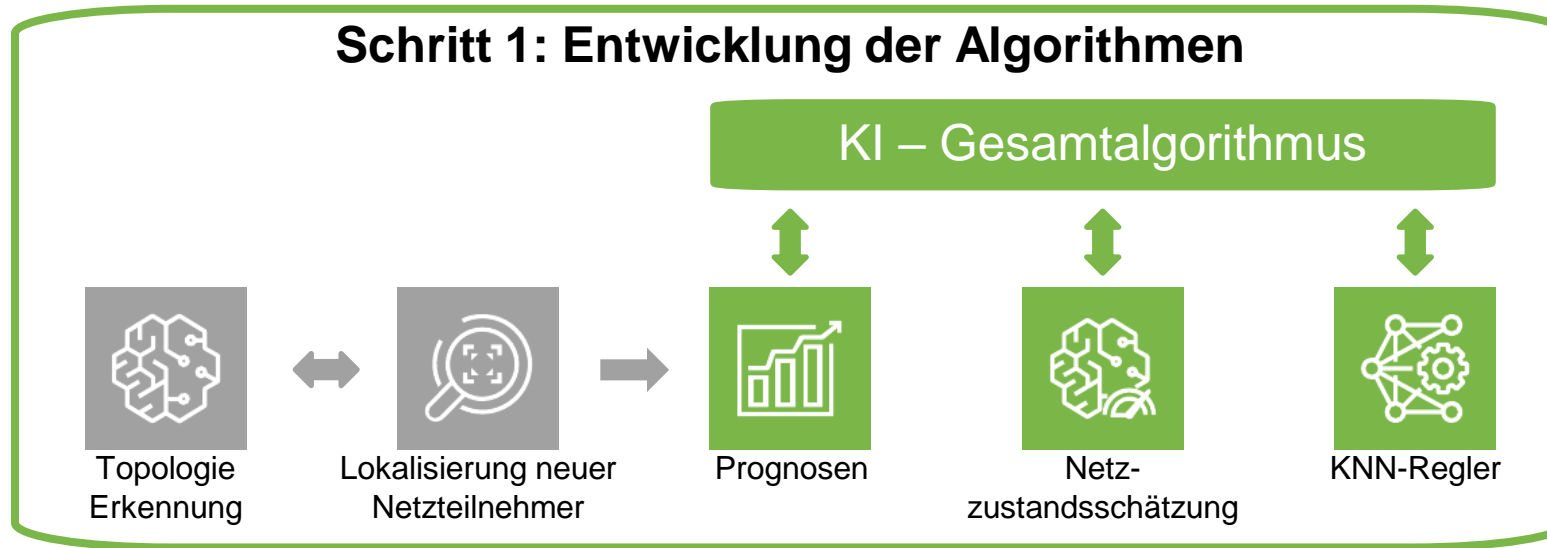 Schritt 1: Entwicklung der Algorithmen
KI – Gesamtalgorithmus
Topologie
Erkennung
Lokalisierung neuer
Netzteilnehmer
Prognosen
Netz-
zustandsschätzung
KNN-Regler